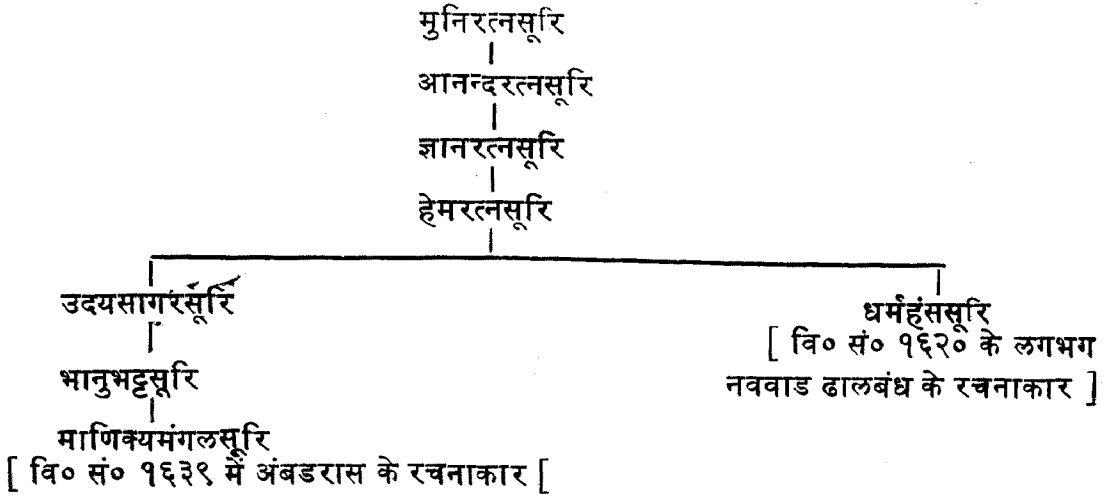 मुनिरत्नसूरि
आनन्दरत्नसूरि
ज्ञानरत्नसूरि
हेमरत्नसूरि
उदयसागरसूरि
धर्महंससूरि
[ वि० सं० १६२० के लगभग
नववाड ढालबंध के रचनाकार ]
भानुभट्टसूरि
माणिक्यमंगलसूरि
[ वि० सं० १६३९ में अंबडरास के रचनाकार [